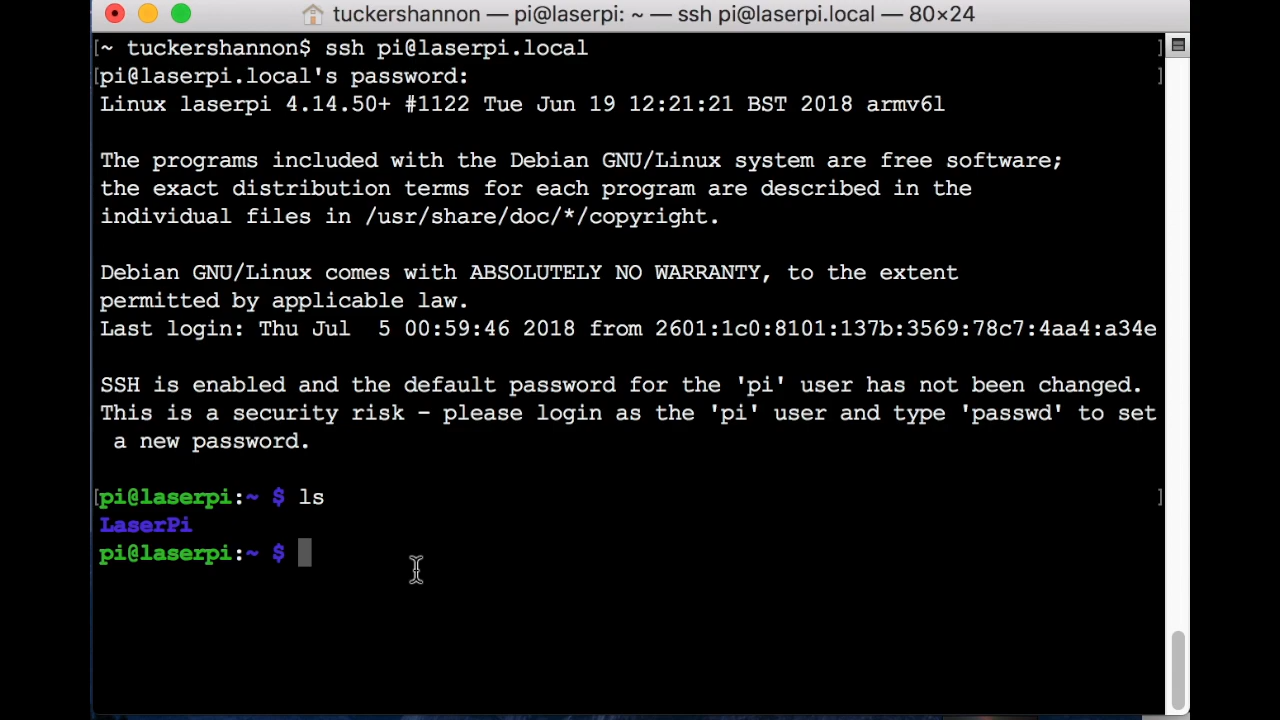 tuckershannon — pi@laserpi: ~ — ssh pi@laserpi.local — 80×24
[~ tuckershannon$ ssh pi@laserpi.local ]
[pi@laserpi.local's password: ]
Linux laserpi 4.14.50+ #1122 Tue Jun 19 12:21:21 BST 2018 armv6l
The programs included with the Debian GNU/Linux system are free software;
the exact distribution terms for each program are described in the
individual files in /usr/share/doc/*/copyright.
Debian GNU/Linux comes with ABSOLUTELY NO WARRANTY, to the extent
permitted by applicable law.
Last login: Thu Jul  5 00:59:46 2018 from 2601:1c0:8101:137b:3569:78c7:4aa4:a34e
SSH is enabled and the default password for the 'pi' user has not been changed.
This is a security risk - please login as the 'pi' user and type 'passwd' to set
 a new password.
[pi@laserpi:~ $ ls ]
LaserPi
pi@laserpi:~ $